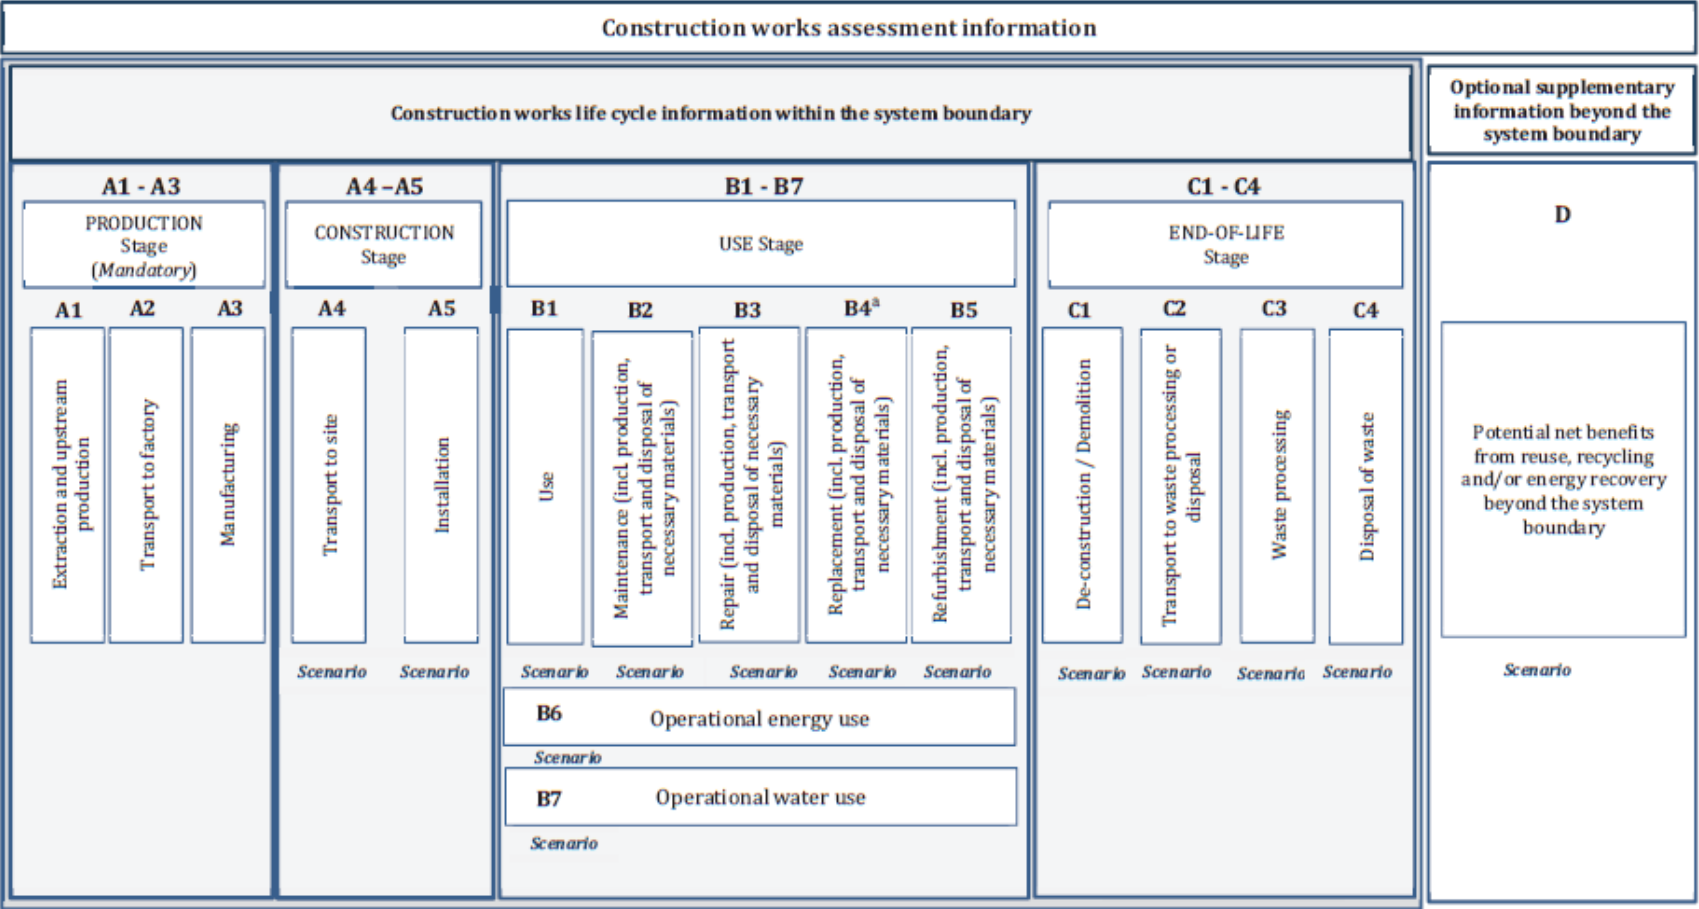 Construction works assessment information
Construction works life cycle information within the system boundary
Optional supplementary
information beyond the
system boundary
A1 - A3
PRODUCTION
Stage
(Mandatory)
A4 –A5
CONSTRUCTION
Stage
B1 - B7
USE Stage
C1 - C4
END-OF-LIFE
Stage
D
A1
A2
A3
A4
A5
B1
B2
B3
B4ª
B5
C1
C2
C3
C4
Extraction and upstream
production
Transport to factory
Manufacturing
Transport to site
Installation
Use
Maintenance (incl. production,
transport and disposal of
necessary materials)
Repair (incl. production, transport
and disposal of necessary
materials)
Replacement (incl. production,
transport and disposal of
necessary materials)
Refurbishment (incl. production,
transport and disposal of
necessary materials)
De-construction / Demolition
Transport to waste processing or
disposal
Waste processing
Disposal of waste
Potential net benefits
from reuse, recycling
and/or energy recovery
beyond the system
boundary
Scenario
Scenario
Scenario
Scenario
Scenario
Scenario
Scenario
Scenario
Scenario
Scenario
Scenario
Scenario
B6 Operational energy use
Scenario
B7 Operational water use
Scenario